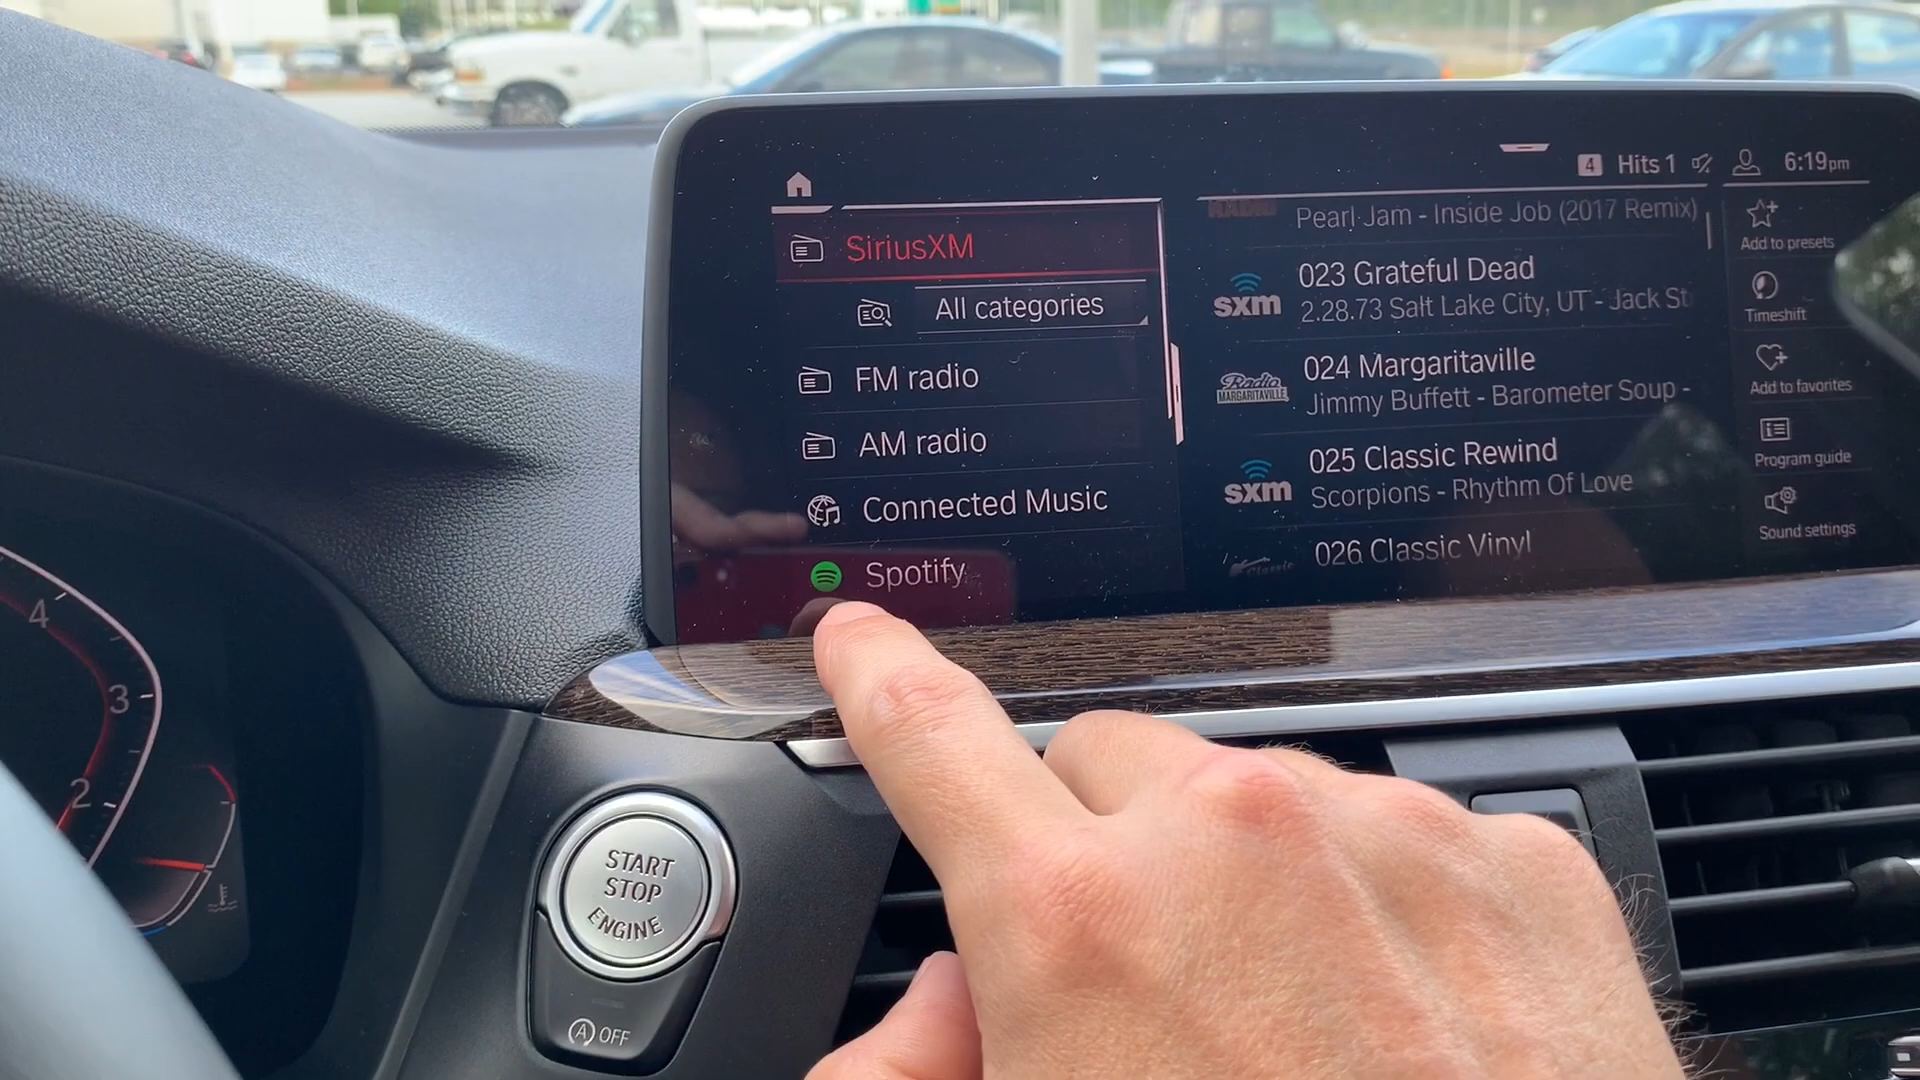 4 Hits 1 6:19pm
SiriusXM
All categories
FM radio
AM radio
Connected Music
Spotify
RADIO
Pearl Jam - Inside Job (2017 Remix)
sxm
023 Grateful Dead
2.28.73 Salt Lake City, UT - Jack St
Radio
MARGARITAVILLE
024 Margaritaville
Jimmy Buffett - Barometer Soup -
sxm
025 Classic Rewind
Scorpions - Rhythm Of Love
Classic
026 Classic Vinyl
Add to presets
Timeshift
Add to favorites
Program guide
Sound settings
4
3
2
START
STOP
ENGINE
A OFF